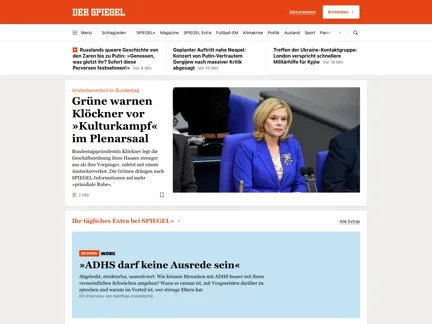 DER SPIEGEL
Abonnement
Anmelden
Menü
Schlagzeilen
SPIEGEL+
Magazine
SPIEGEL Extra
Fußball-EM
Klimakrise
Politik
Ausland
Sport
Russlands queere Geschichte von
den Zaren bis zu Putin: »Genossen,
was glotzt ihr? Sofort diese
Perversen festnehmen!«
Vor 9 Min
Geplanter Auftritt nahe Neapel:
Konzert von Putin-Vertrautem
Gergijew nach massiver Kritik
abgesagt
Vor 15 Min
Treffen der Ukraine-Kontaktgruppe:
London verspricht schnellere
Militärhilfe für Kyjiw
Vor 18 Min
Ansteckerverbot im Bundestag
Grüne warnen
Klöckner vor
»Kulturkampf«
im Plenarsaal
Bundestagspräsidentin Klöckner legt die
Geschäftsordnung ihres Hauses strenger
aus als ihre Vorgänger, zuletzt mit einem
Ansteckerverbot. Die Grünen drängen nach
SPIEGEL-Informationen auf mehr
»präsidiale Ruhe«.
2 Min
Ihr tägliches Extra bei SPIEGEL+
Alle Extras
DER SPIEGEL WORK
»ADHS darf keine Ausrede sein«
Abgelenkt, strukturlos, unmotiviert: Wie können Menschen mit ADHS besser mit ihren
vermeintlichen Schwächen umgehen? Wann es ratsam ist, mit Vorgesetzten darüber zu
sprechen und warum im Vorteil ist, wer strenge Eltern hat.
Ein Interview von Matthias Kreienbrink